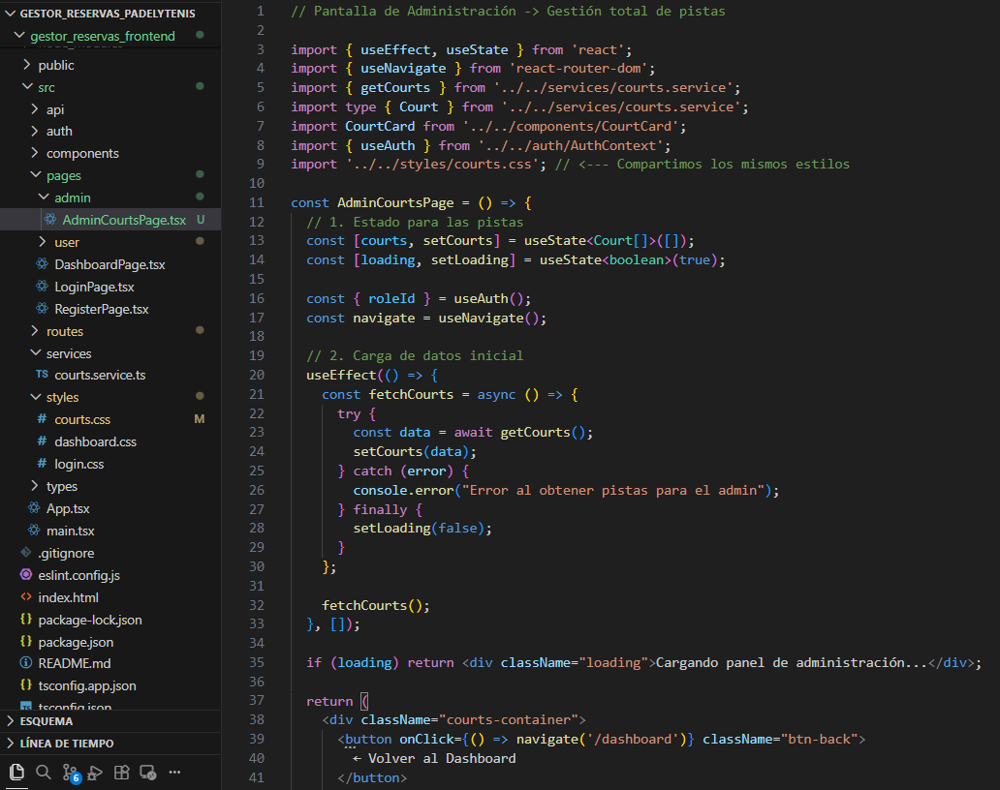 GESTOR_RESERVAS_PADELYTENIS
gestor_reservas_frontend
node_modules
public
src
api
auth
components
pages
admin
AdminCourtsPage.tsx U
user
DashboardPage.tsx
LoginPage.tsx
RegisterPage.tsx
routes
services
TS courts.service.ts
styles
# courts.css M
# dashboard.css
# login.css
types
App.tsx
main.tsx
.gitignore
eslint.config.js
<> index.html
{} package-lock.json
{} package.json
README.md
{} tsconfig.app.json
tsconfig.json
ESQUEMA
LÍNEA DE TIEMPO
6
1 // Pantalla de Administración -> Gestión total de pistas
2
3 import { useEffect, useState } from 'react';
4 import { useNavigate } from 'react-router-dom';
5 import { getCourts } from '../../services/courts.service';
6 import type { Court } from '../../services/courts.service';
7 import CourtCard from '../../components/CourtCard';
8 import { useAuth } from '../../auth/AuthContext';
9 import '../../styles/courts.css'; // <--- Compartimos los mismos estilos
10
11 const AdminCourtsPage = () => {
12 // 1. Estado para las pistas
13 const [courts, setCourts] = useState<Court[]>([]);
14 const [loading, setLoading] = useState<boolean>(true);
15
16 const { roleId } = useAuth();
17 const navigate = useNavigate();
18
19 // 2. Carga de datos inicial
20 useEffect(() => {
21 const fetchCourts = async () => {
22 try {
23 const data = await getCourts();
24 setCourts(data);
25 } catch (error) {
26 console.error("Error al obtener pistas para el admin");
27 } finally {
28 setLoading(false);
29 }
30 };
31
32 fetchCourts();
33 }, []);
34
35 if (loading) return <div className="loading">Cargando panel de administración...</div>;
36
37 return (
38 <div className="courts-container">
39 <button onClick={() => navigate('/dashboard')} className="btn-back">
40 ← Volver al Dashboard
41 </button>